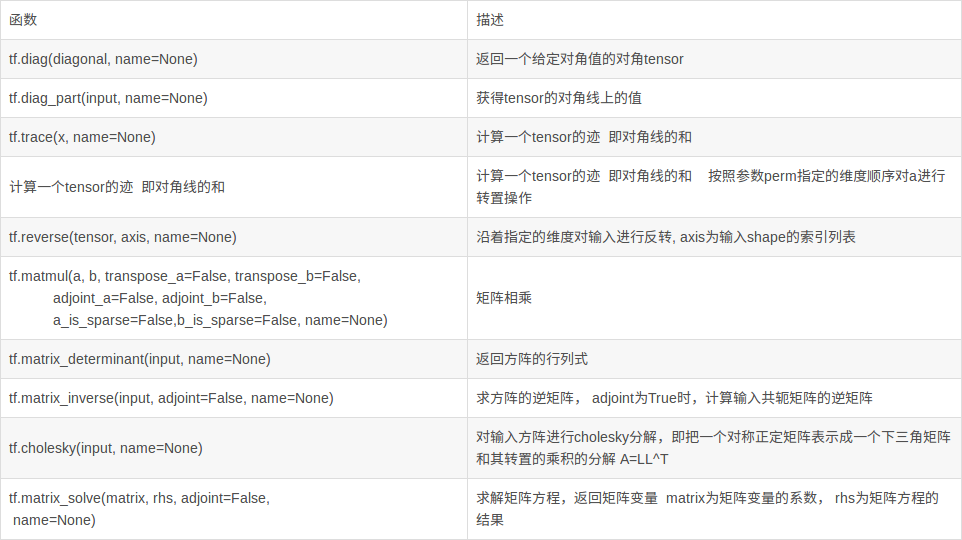 函数
描述
tf.diag(diagonal, name=None)
返回一个给定对角值的对角tensor
tf.diag_part(input, name=None)
获得tensor的对角线上的值
tf.trace(x, name=None)
计算一个tensor的迹  即对角线的和
计算一个tensor的迹  即对角线的和
计算一个tensor的迹  即对角线的和    按照参数perm指定的维度顺序对a进行
转置操作
tf.reverse(tensor, axis, name=None)
沿着指定的维度对输入进行反转, axis为输入shape的索引列表
tf.matmul(a, b, transpose_a=False, transpose_b=False,
adjoint_a=False, adjoint_b=False,
a_is_sparse=False,b_is_sparse=False, name=None)
矩阵相乘
tf.matrix_determinant(input, name=None)
返回方阵的行列式
tf.matrix_inverse(input, adjoint=False, name=None)
求方阵的逆矩阵， adjoint为True时，计算输入共轭矩阵的逆矩阵
tf.cholesky(input, name=None)
对输入方阵进行cholesky分解，即把一个对称正定矩阵表示成一个下三角矩阵
和其转置的乘积的分解 A=LL^T
tf.matrix_solve(matrix, rhs, adjoint=False,
name=None)
求解矩阵方程，返回矩阵变量  matrix为矩阵变量的系数， rhs为矩阵方程的
结果